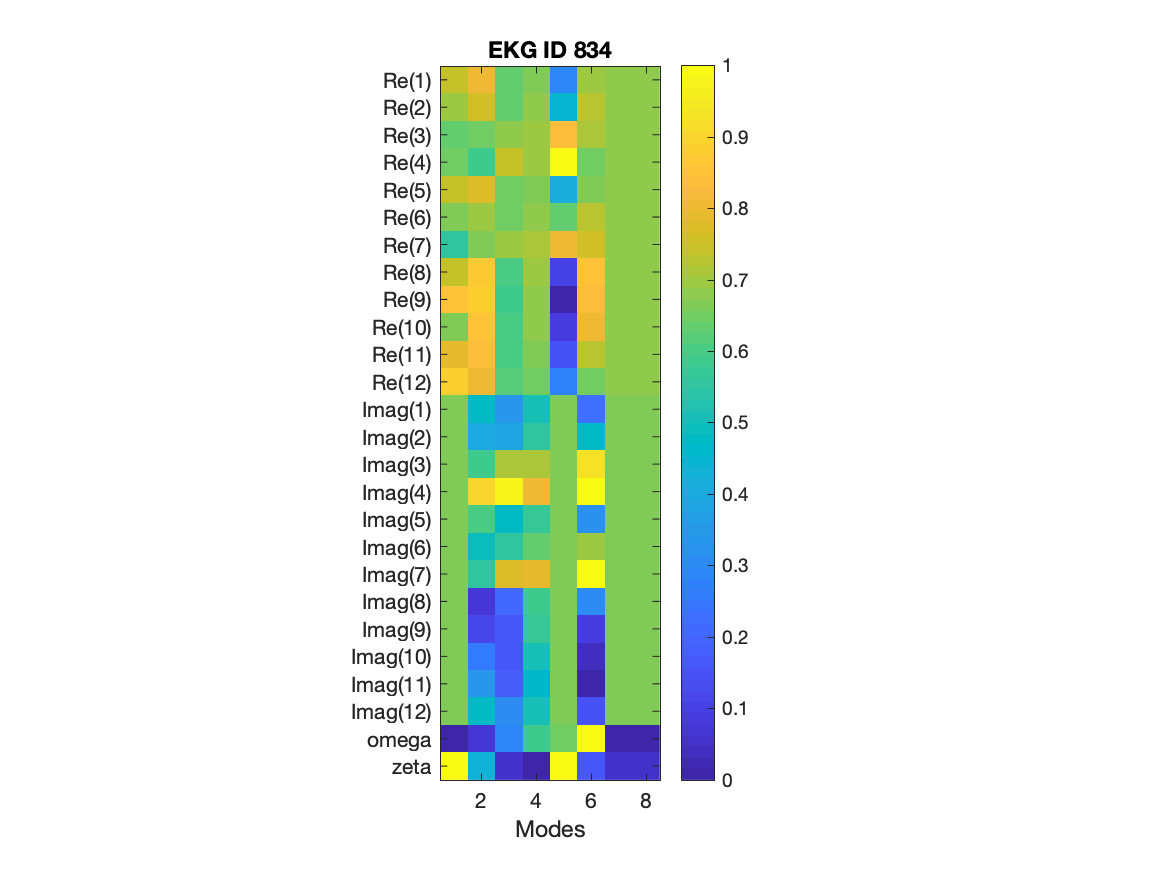 EKG ID 834
Re(1)
Re(2)
Re(3)
Re(4)
Re(5)
Re(6)
Re(7)
Re(8)
Re(9)
Re(10)
Re(11)
Re(12)
Imag(1)
Imag(2)
Imag(3)
Imag(4)
Imag(5)
Imag(6)
Imag(7)
Imag(8)
Imag(9)
Imag(10)
Imag(11)
Imag(12)
omega
zeta
2 4 6 8
Modes
1
0.9
0.8
0.7
0.6
0.5
0.4
0.3
0.2
0.1
0